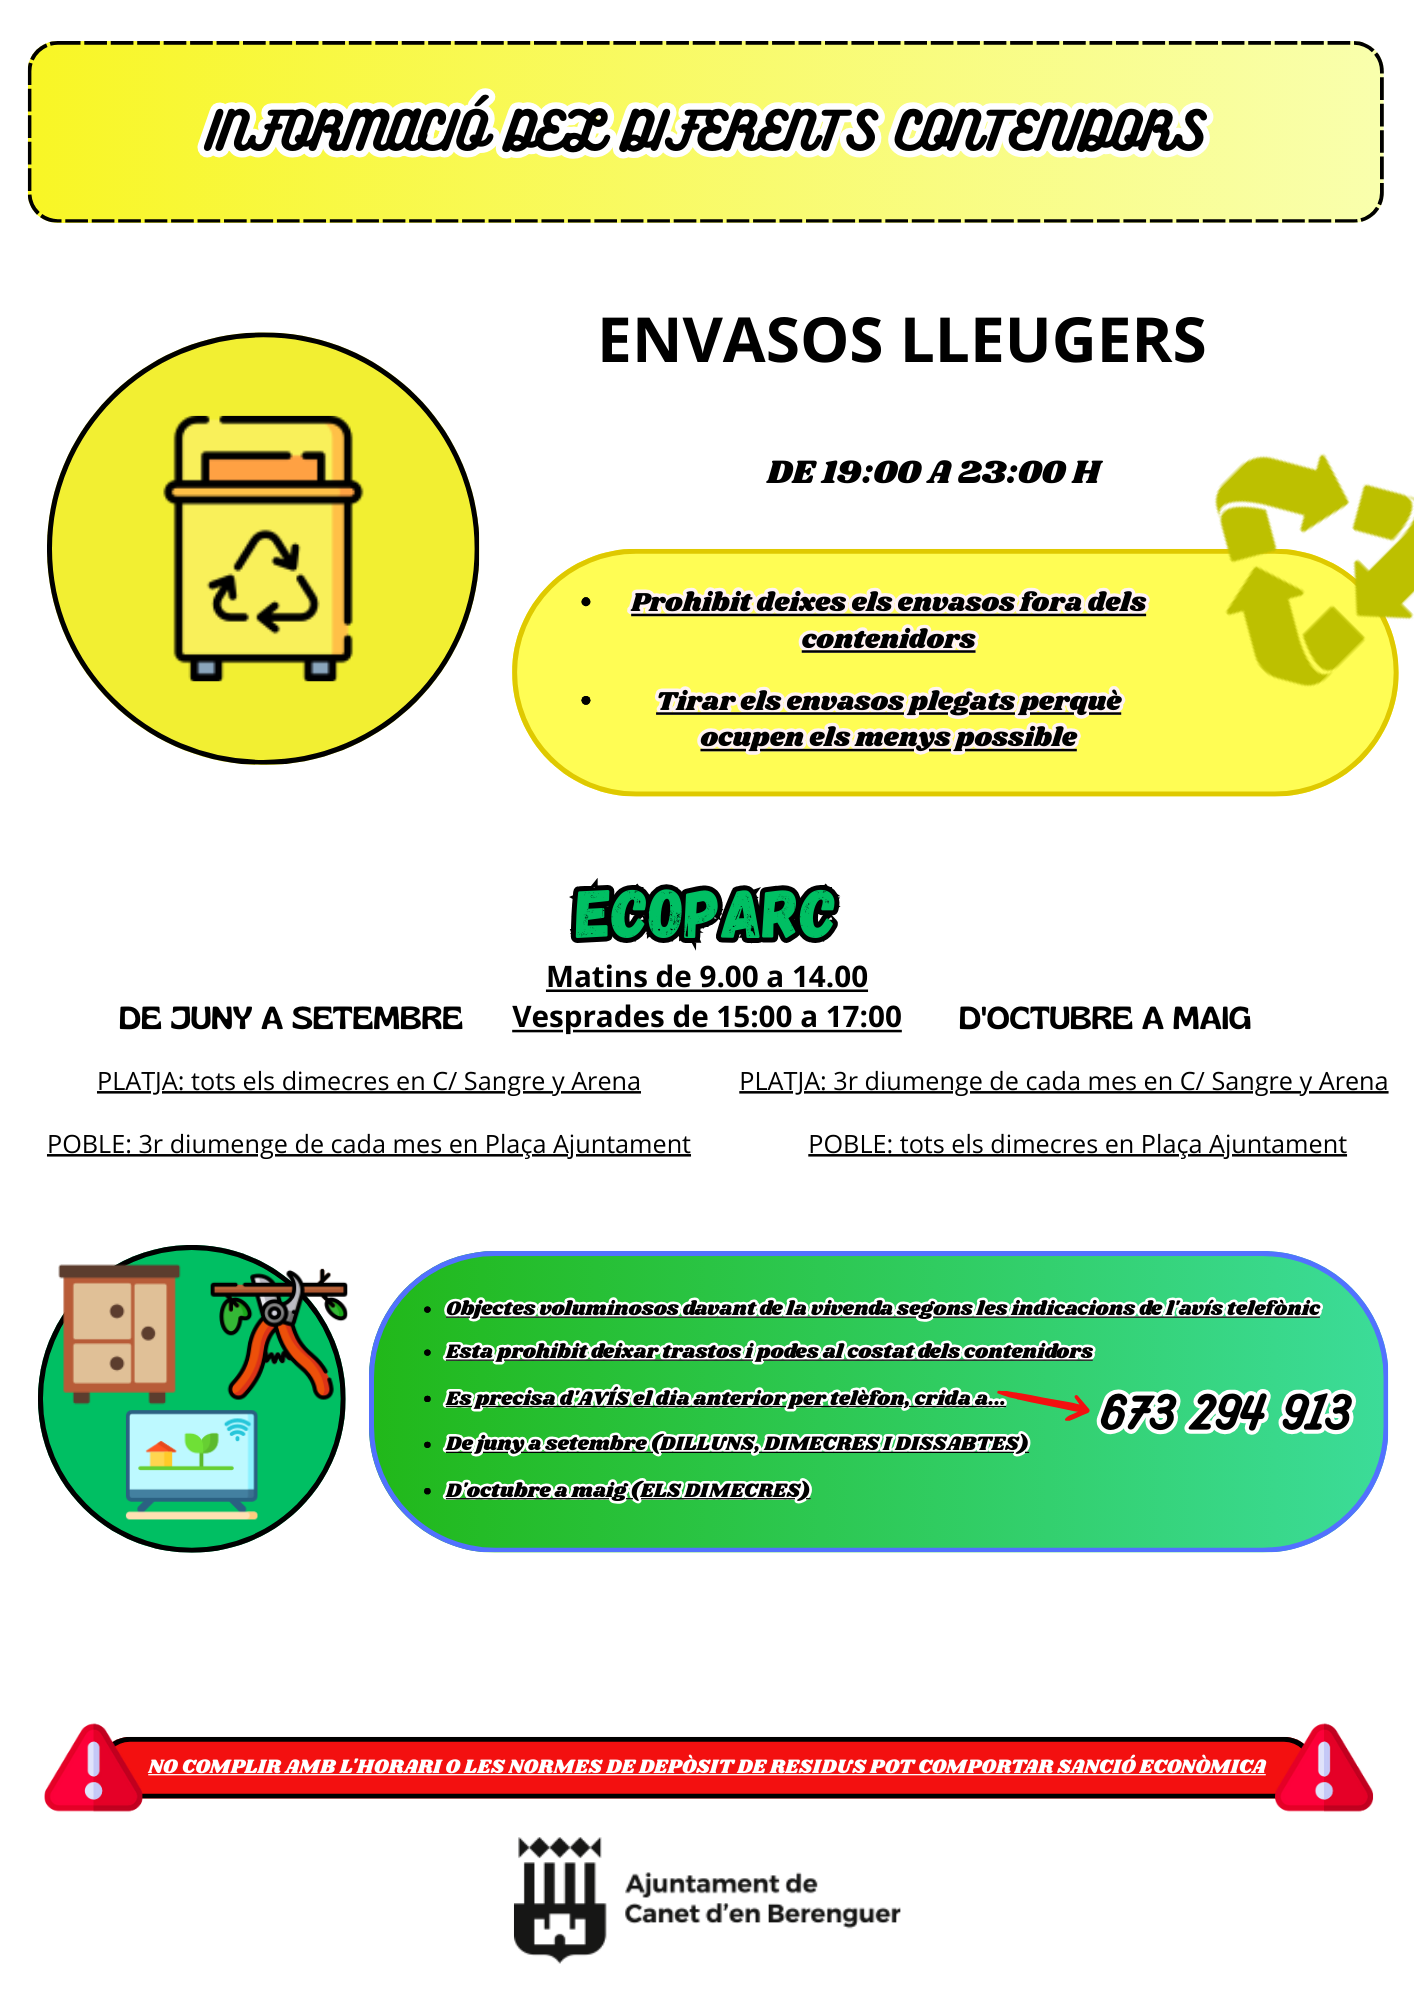 INFORMACIÓ DEL DIFERENTS CONTENIDORS
ENVASOS LLEUGERS
DE 19:00 A 23:00 H
• Prohibit deixes els envasos fora dels
contenidors
• Tirar els envasos plegats perquè
ocupen els menys possible
ECOPARC
Matins de 9.00 a 14.00
Vesprades de 15:00 a 17:00
DE JUNY A SETEMBRE
PLATJA: tots els dimecres en C/ Sangre y Arena
POBLE: 3r diumenge de cada mes en Plaça Ajuntament
D'OCTUBRE A MAIG
PLATJA: 3r diumenge de cada mes en C/ Sangre y Arena
POBLE: tots els dimecres en Plaça Ajuntament
• Objectes voluminosos davant de la vivenda segons les indicacions de l'avís telefònic
• Esta prohibit deixar trastos i podes al costat dels contenidors
• Es precisa d'AVÍS el dia anterior per telèfon, crida a...
673 294 913
• De juny a setembre (DILLUNS, DIMECRES I DISSABTES)
• D'octubre a maig (ELS DIMECRES)
NO COMPLIR AMB L'HORARI O LES NORMES DE DEPÒSIT DE RESIDUS POT COMPORTAR SANCIÓ ECONÒMICA
Ajuntament de
Canet d'en Berenguer